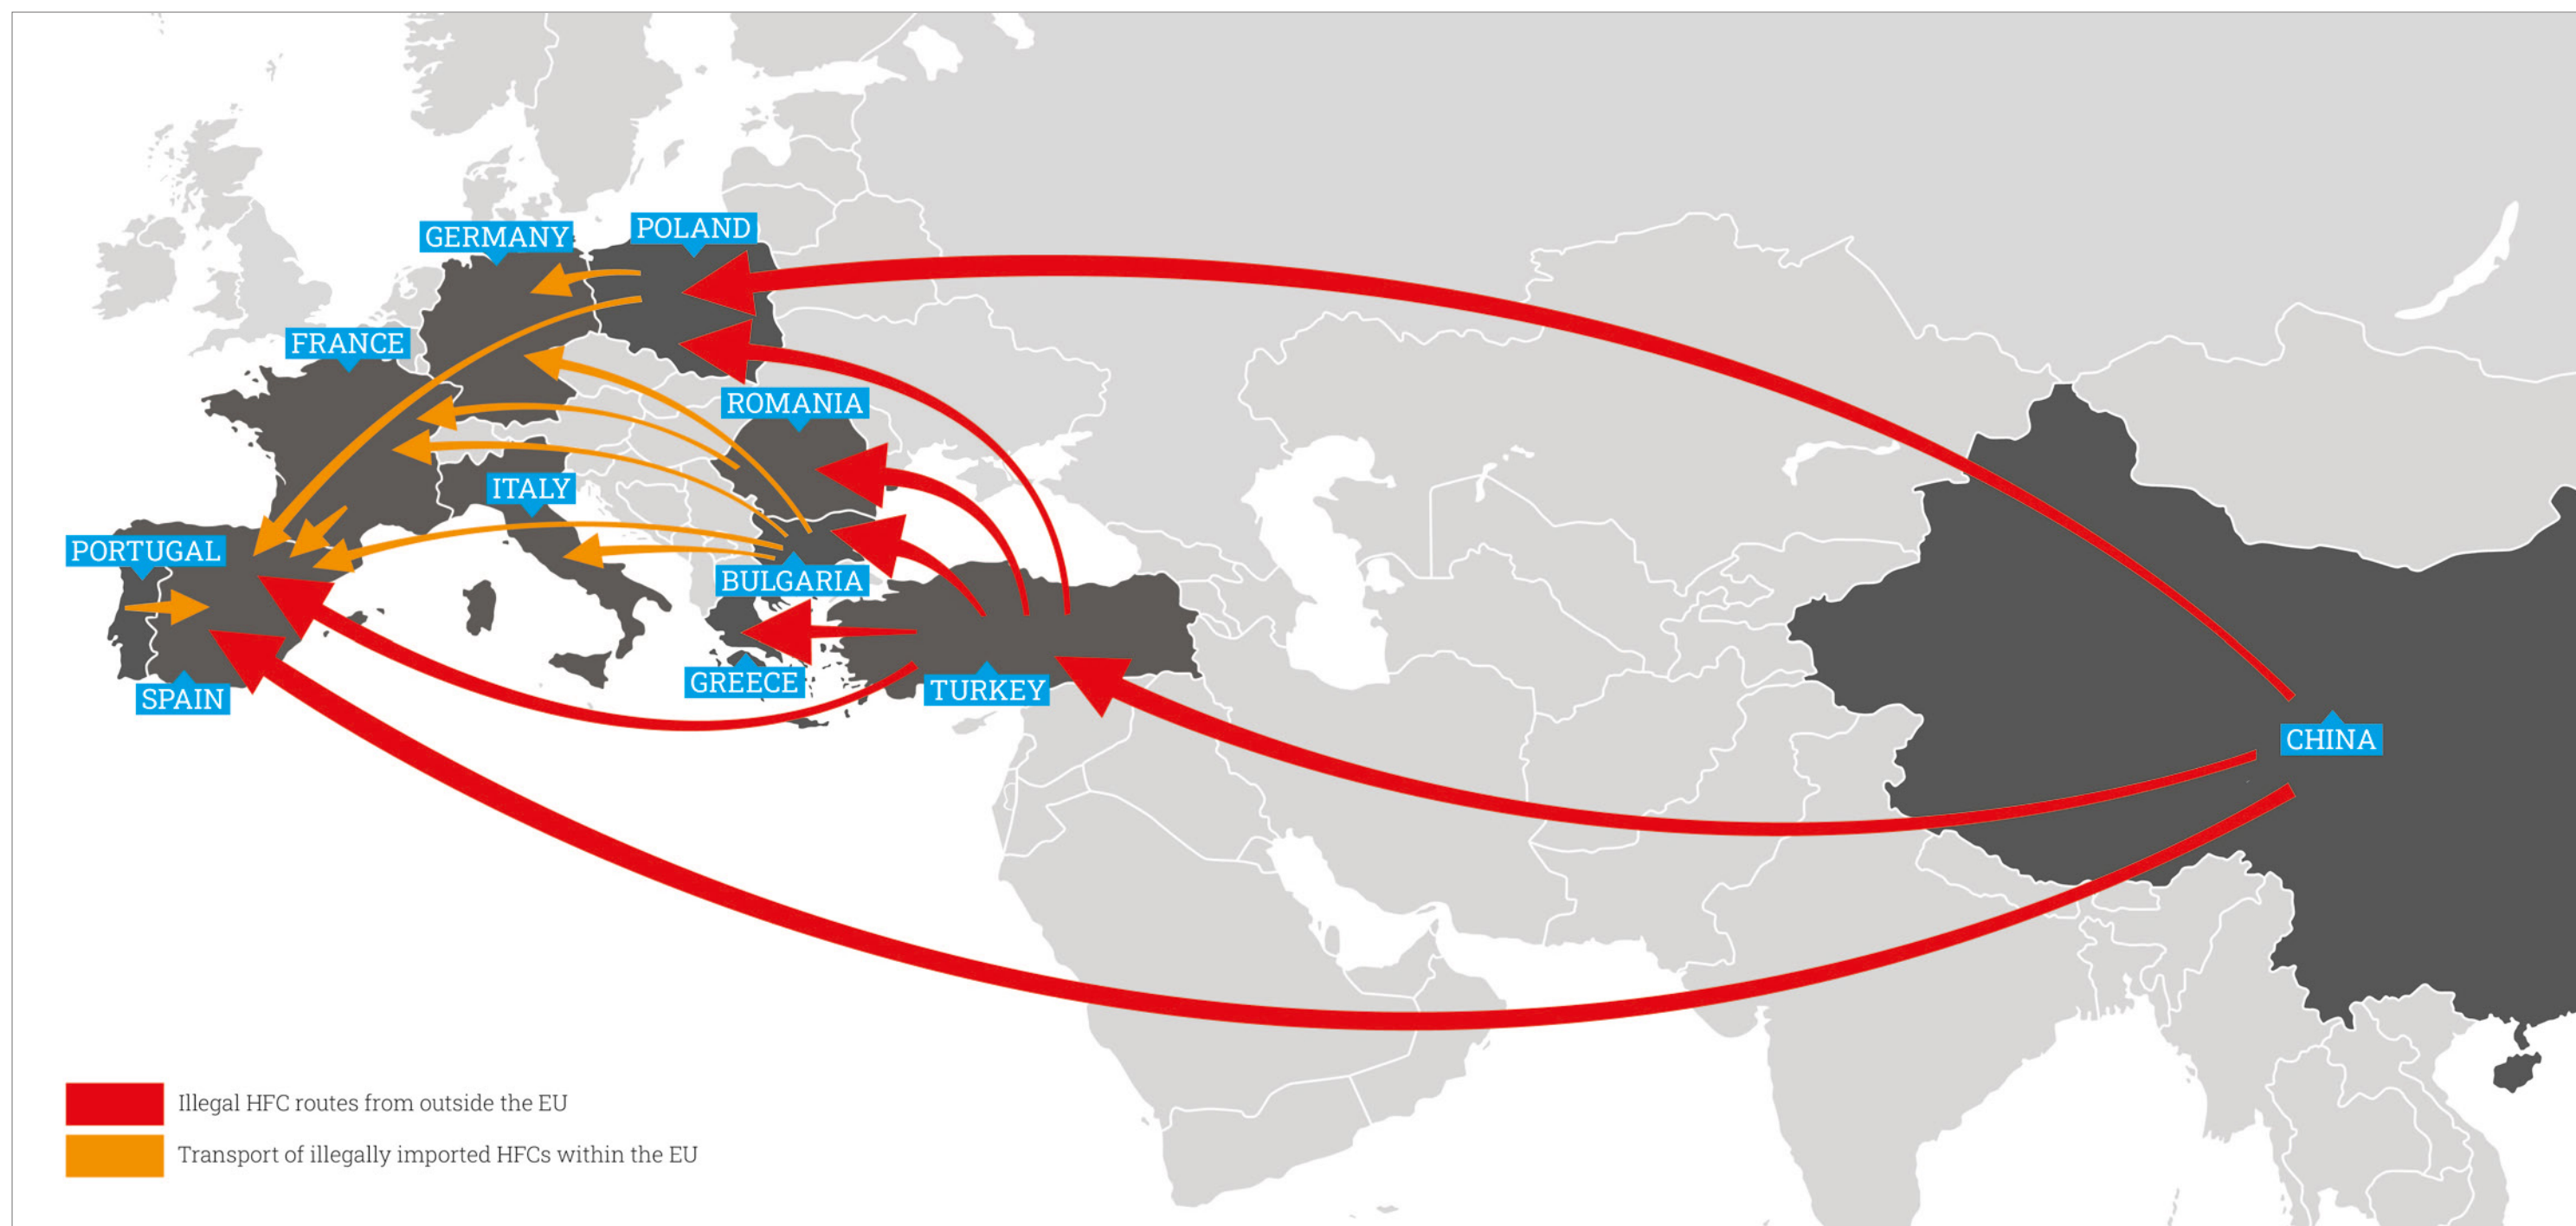 POLAND
GERMANY
FRANCE
ROMANIA
ITALY
PORTUGAL
BULGARIA
GREECE
TURKEY
SPAIN
CHINA
Illegal HFC routes from outside the EU
Transport of illegally imported HFCs within the EU